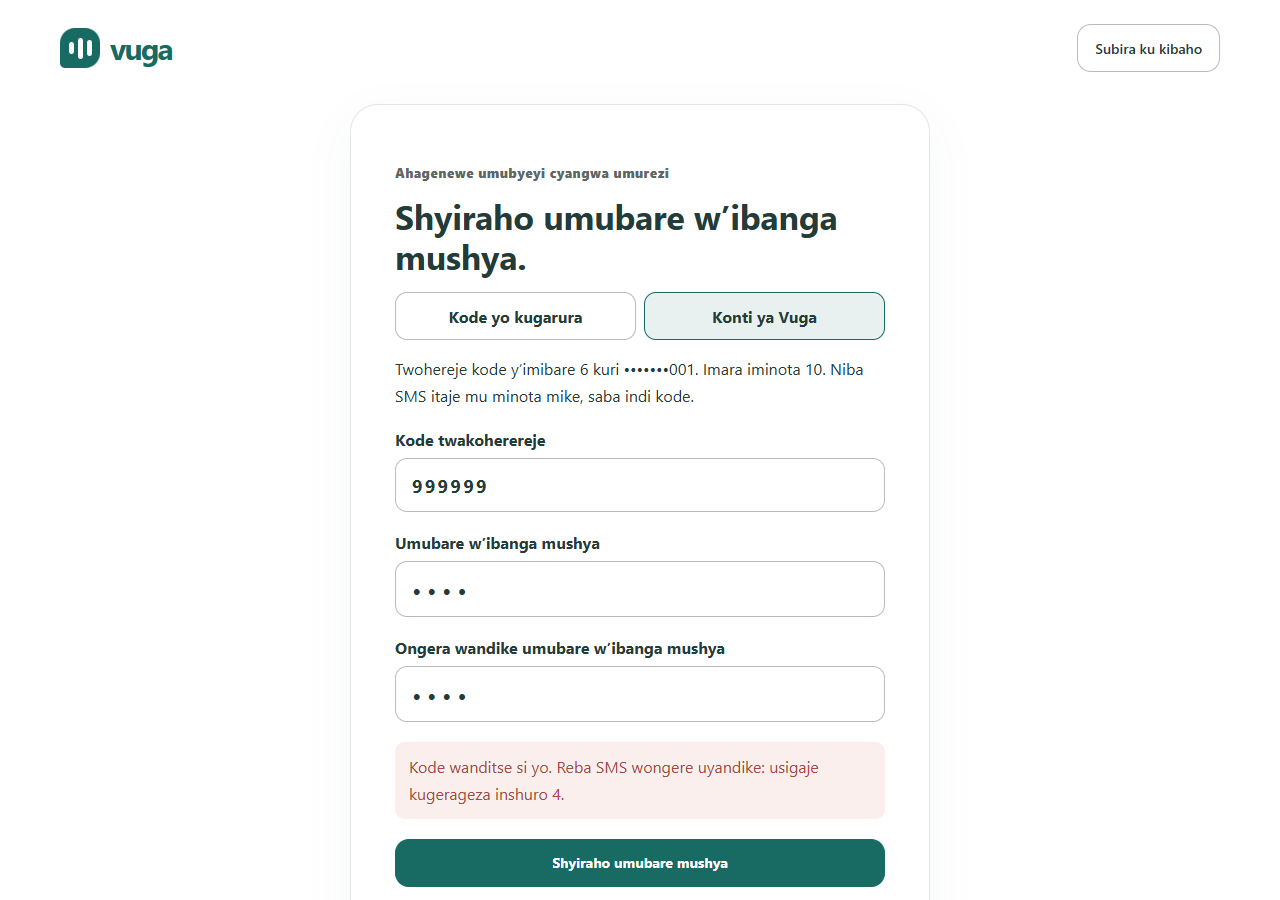 vuga
Subira ku kibaho
Ahagenewe umubyeyi cyangwa umurezi
Shyiraho umubare w’ibanga
mushya.
Kode yo kugarura
Konti ya Vuga
Twohereje kode y’imibare 6 kuri •••••••001. Imara iminota 10. Niba
SMS itaje mu minota mike, saba indi kode.
Kode twakoherereje
999999
Umubare w’ibanga mushya
••••
Ongera wandike umubare w’ibanga mushya
••••
Kode wanditse si yo. Reba SMS wongere uyandike: usigaje
kugerageza inshuro 4.
Shyiraho umubare mushya